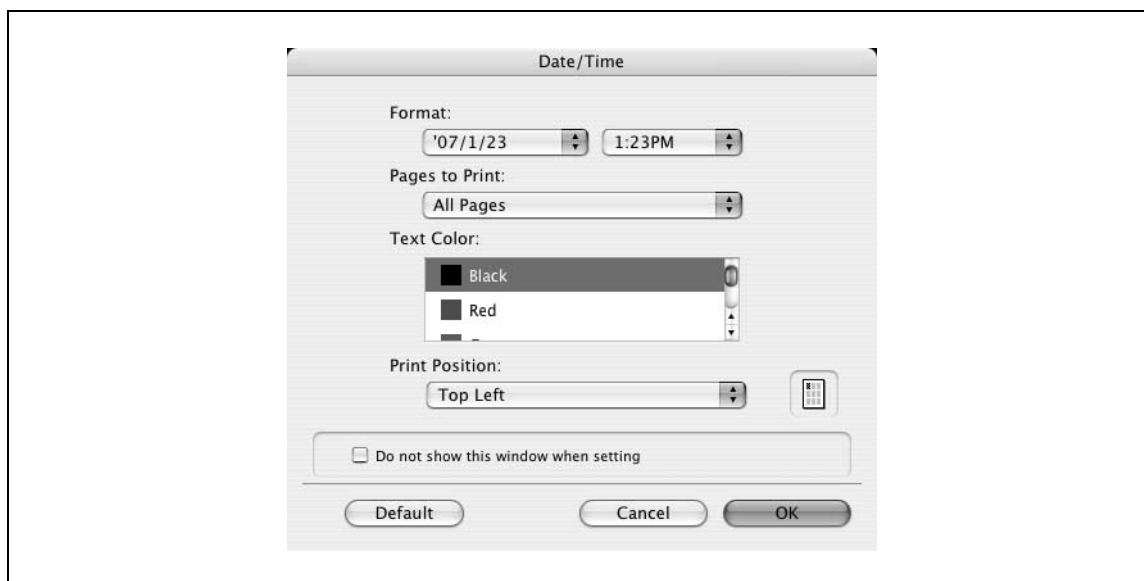 Date/Time
Format:
'07/1/23 1:23PM
Pages to Print:
All Pages
Text Color:
Black
Red
Print Position:
Top Left
Do not show this window when setting
Default Cancel OK